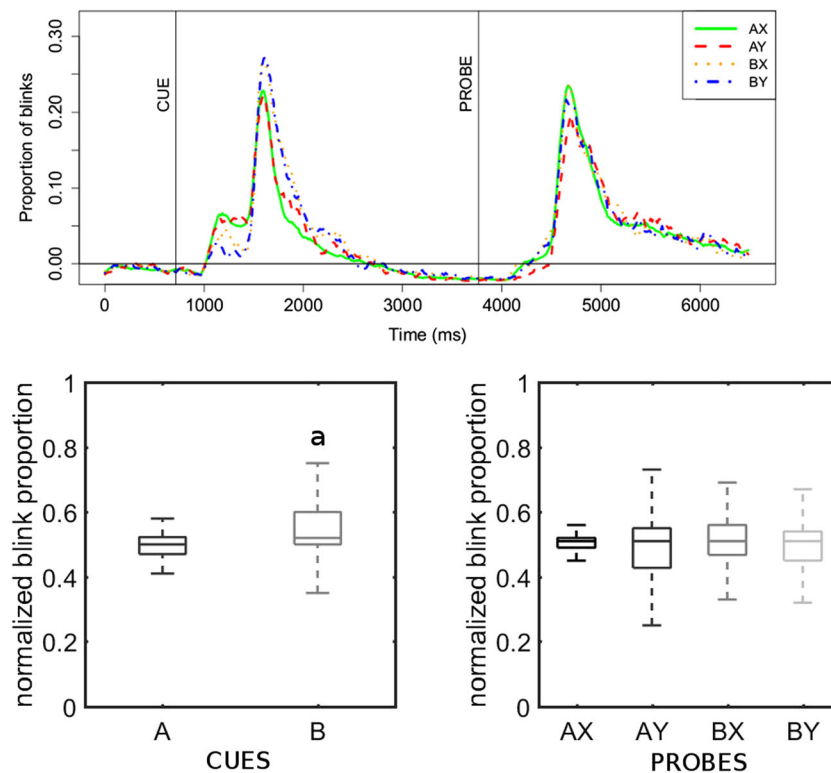 0.30
0.20
0.10
0.00
Proportion of blinks
CUE
PROBE
AX
AY
BX
BY
0 1000 2000 3000 4000 5000 6000
Time (ms)
1
0.8
0.6
0.4
0.2
0
normalized blink proportion
a
A B
CUES
1
0.8
0.6
0.4
0.2
0
normalized blink proportion
AX AY BX BY
PROBES